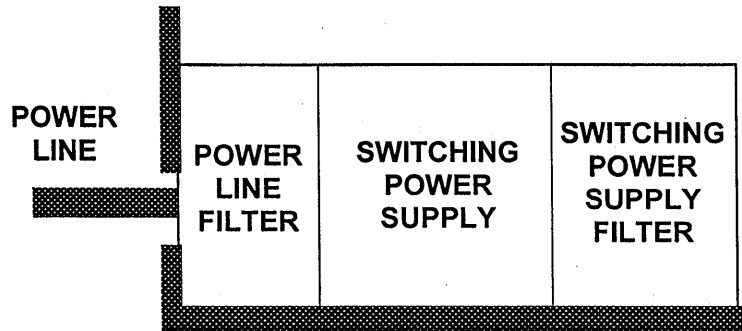 POWER
LINE
POWER
LINE
FILTER
SWITCHING
POWER
SUPPLY
SWITCHING
POWER
SUPPLY
FILTER